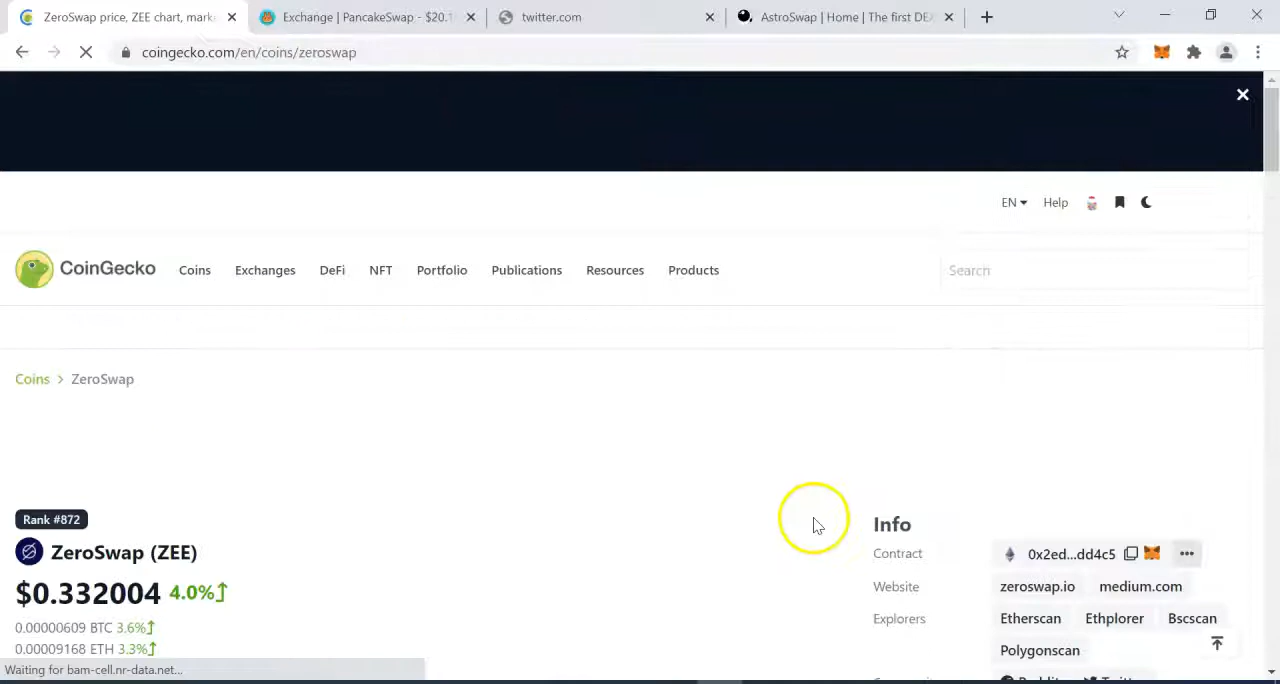 ZeroSwap price, ZEE chart, mark
Exchange | PancakeSwap - $20.1
twitter.com
AstroSwap | Home | The first DE
coingecko.com/en/coins/zeroswap
EN
Help
CoinGecko
Coins
Exchanges
DeFi
NFT
Portfolio
Publications
Resources
Products
Search
Coins > ZeroSwap
Rank #872
ZeroSwap (ZEE)
$0.332004 4.0%
0.00000609 BTC 3.6%
0.00009168 ETH 3.3%
Info
Contract
0x2ed...dd4c5
Website
zeroswap.io
medium.com
Explorers
Etherscan
Ethplorer
Bscscan
Polygonscan
Waiting for bam-cell.nr-data.net...